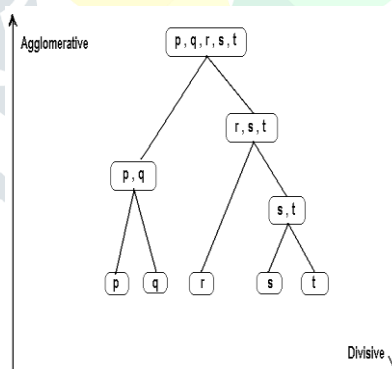 Agglomerative
p , q , r , s , t
r , s , t
p , q
s , t
p
q
r
s
t
Divisive